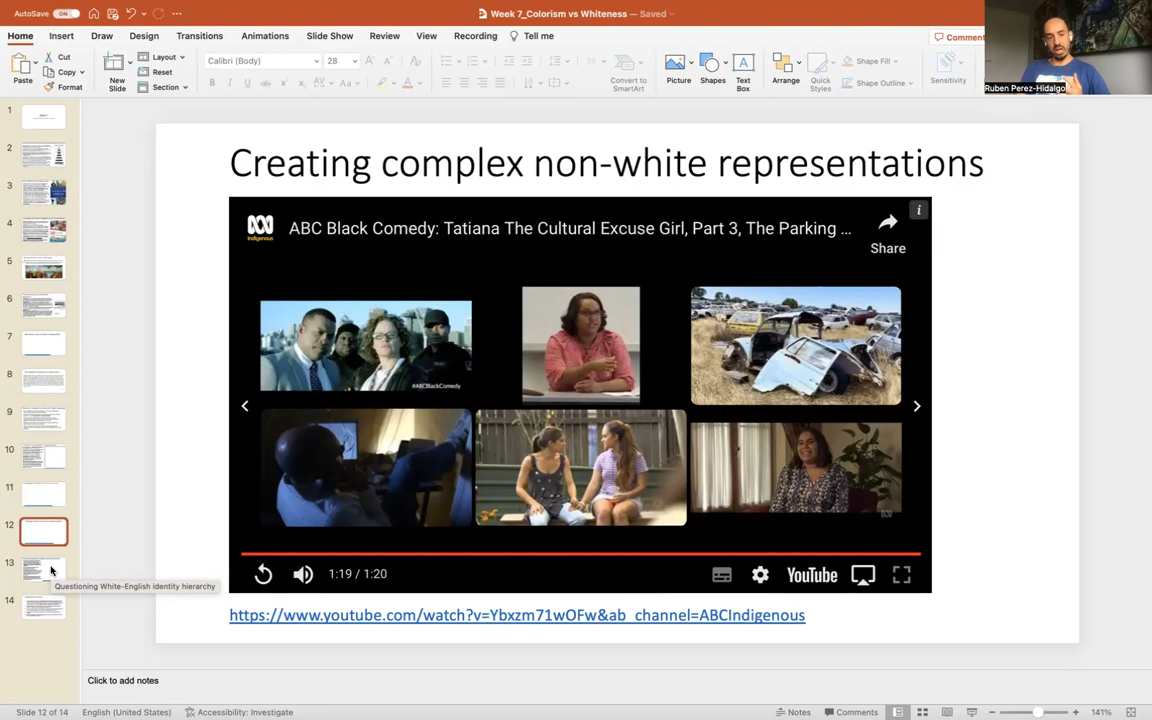 AutoSave ON
Week 7_Colorism vs Whiteness — Saved
Home Insert Draw Design Transitions Animations Slide Show Review View Recording Tell me
Comment
Ruben Perez-Hidalgo
Paste
Cut
Copy
Format
New Slide
Layout
Reset
Section
Calibri (Body) 28
Convert to SmartArt
Picture
Shapes
Text Box
Arrange
Quick Styles
Shape Fill
Shape Outline
Sensitivity
1
2
3
4
5
6
7
8
9
10
11
12
13
14
Questioning White-English identity hierarchy
Creating complex non-white representations
Indigenous
ABC Black Comedy: Tatiana The Cultural Excuse Girl, Part 3, The Parking ...
Share
#ABCBlackComedy
1:19 / 1:20
YouTube
https://www.youtube.com/watch?v=Ybxzm71wOFw&ab_channel=ABCIndigenous
Click to add notes
Slide 12 of 14 English (United States) Accessibility: Investigate Notes Comments 141%